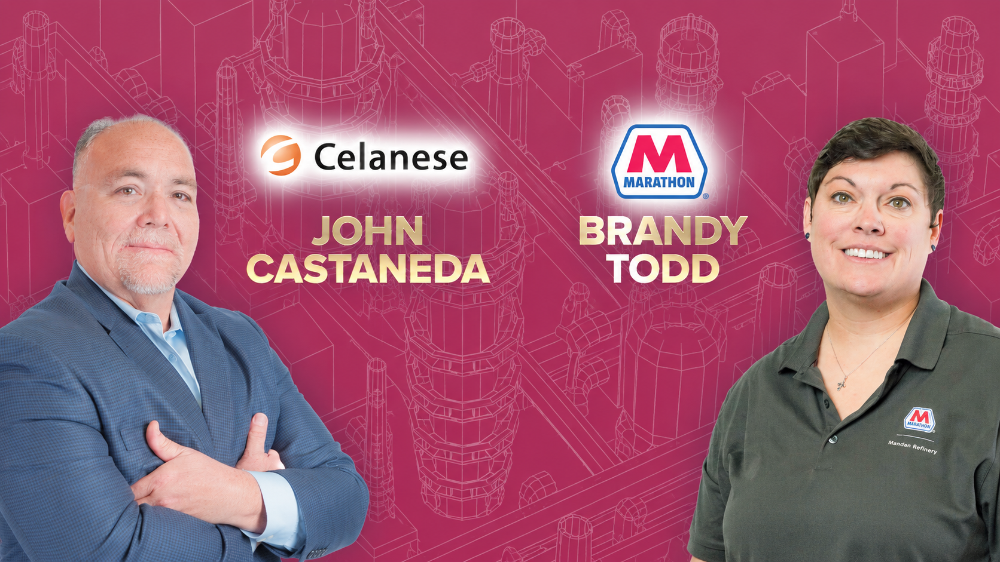 Celanese
JOHN
CASTANEDA
M
MARATHON
®
BRANDY
TODD
M
MARATHON
Mandan Refinery